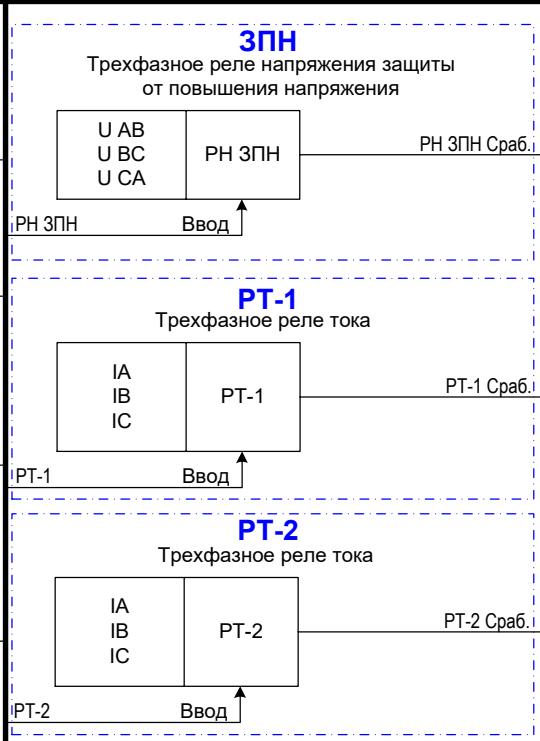 ЗПН
Трехфазное реле напряжения защиты
от повышения напряжения
U AB
U BC
U CA
РН ЗПН
РН ЗПН Сраб.
РН ЗПН
Ввод
РТ-1
Трехфазное реле тока
IA
IB
IC
РТ-1
РТ-1 Сраб.
РТ-1
Ввод
РТ-2
Трехфазное реле тока
IA
IB
IC
РТ-2
РТ-2 Сраб.
РТ-2
Ввод